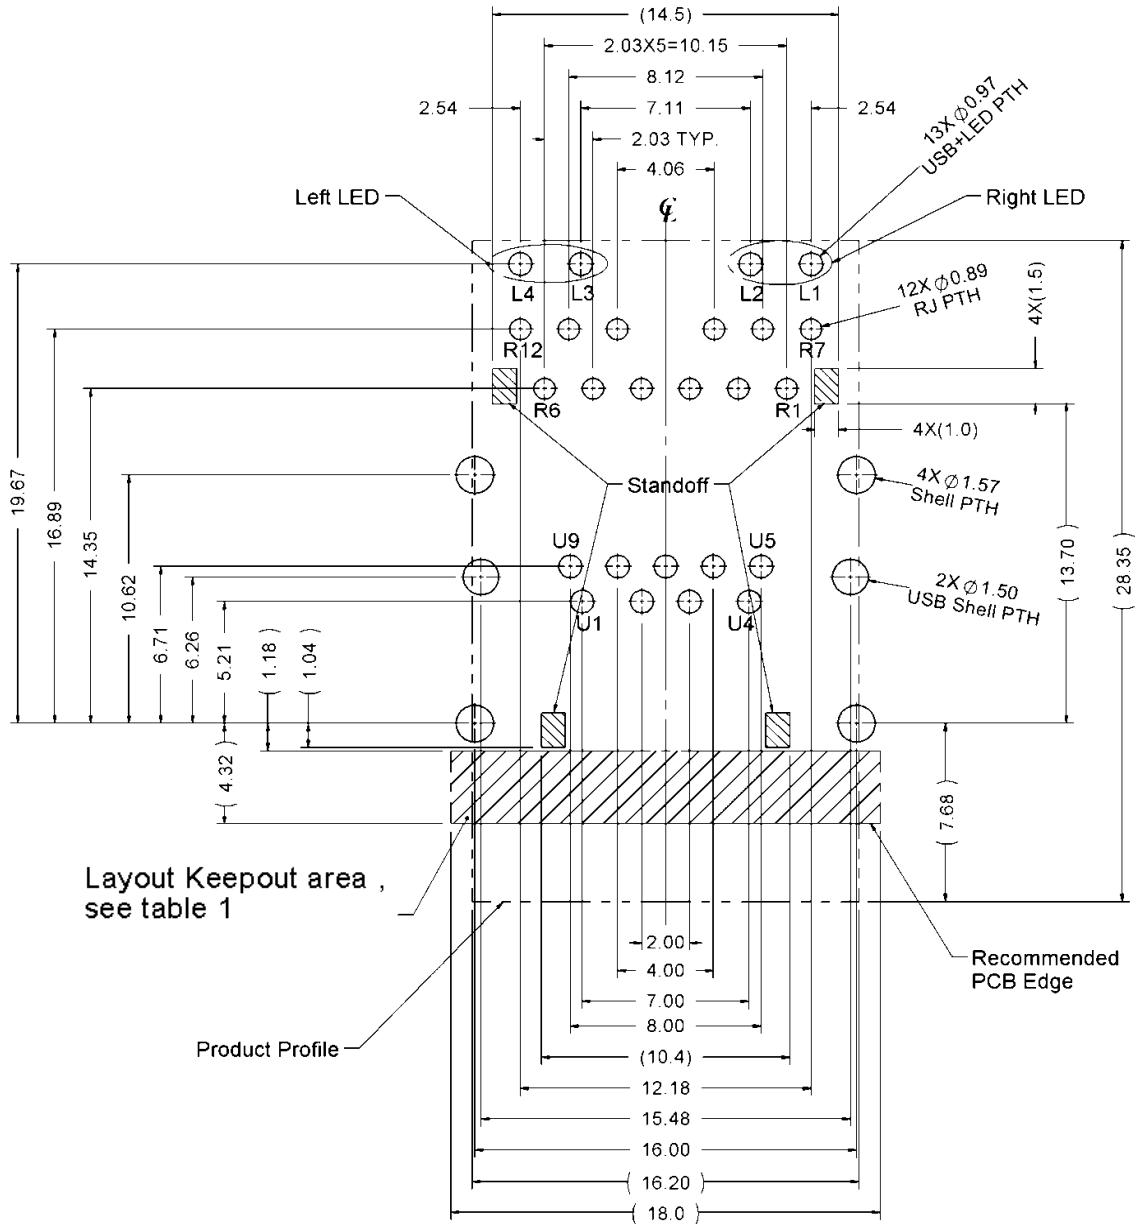 (14.5)
2.03X5=10.15
8.12
2.54
7.11
2.54
2.03 TYP.
4.06
13X Ø0.97
USB+LED PTH
Left LED
℄
Right LED
L4
L3
L2
L1
12X Ø0.89
RJ PTH
4X(1.5)
R12
R7
R6
R1
4X(1.0)
Standoff
4X Ø1.57
Shell PTH
19.67
16.89
14.35
10.62
6.71
6.26
5.21
( 1.18 )
( 1.04 )
U9
U5
U1
U4
2X Ø1.50
USB Shell PTH
( 13.70 )
( 28.35 )
( 4.32 )
( 7.68 )
Layout Keepout area ,
see table 1
2.00
4.00
Recommended
PCB Edge
7.00
8.00
Product Profile
(10.4)
12.18
15.48
16.00
( 16.20 )
( 18.0 )